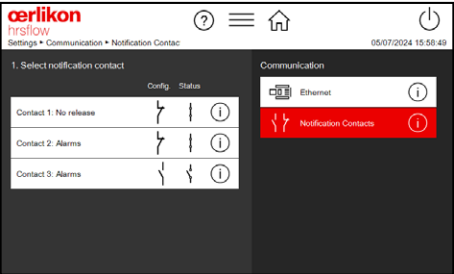 œrlikon
hrsflow
Settings ▸ Communication ▸ Notification Contac
05/07/2024 15:58:49
1. Select notification contact
Config. Status
Contact 1: No release
Contact 2: Alarms
Contact 3: Alarms
Communication
Ethernet
Notification Contacts